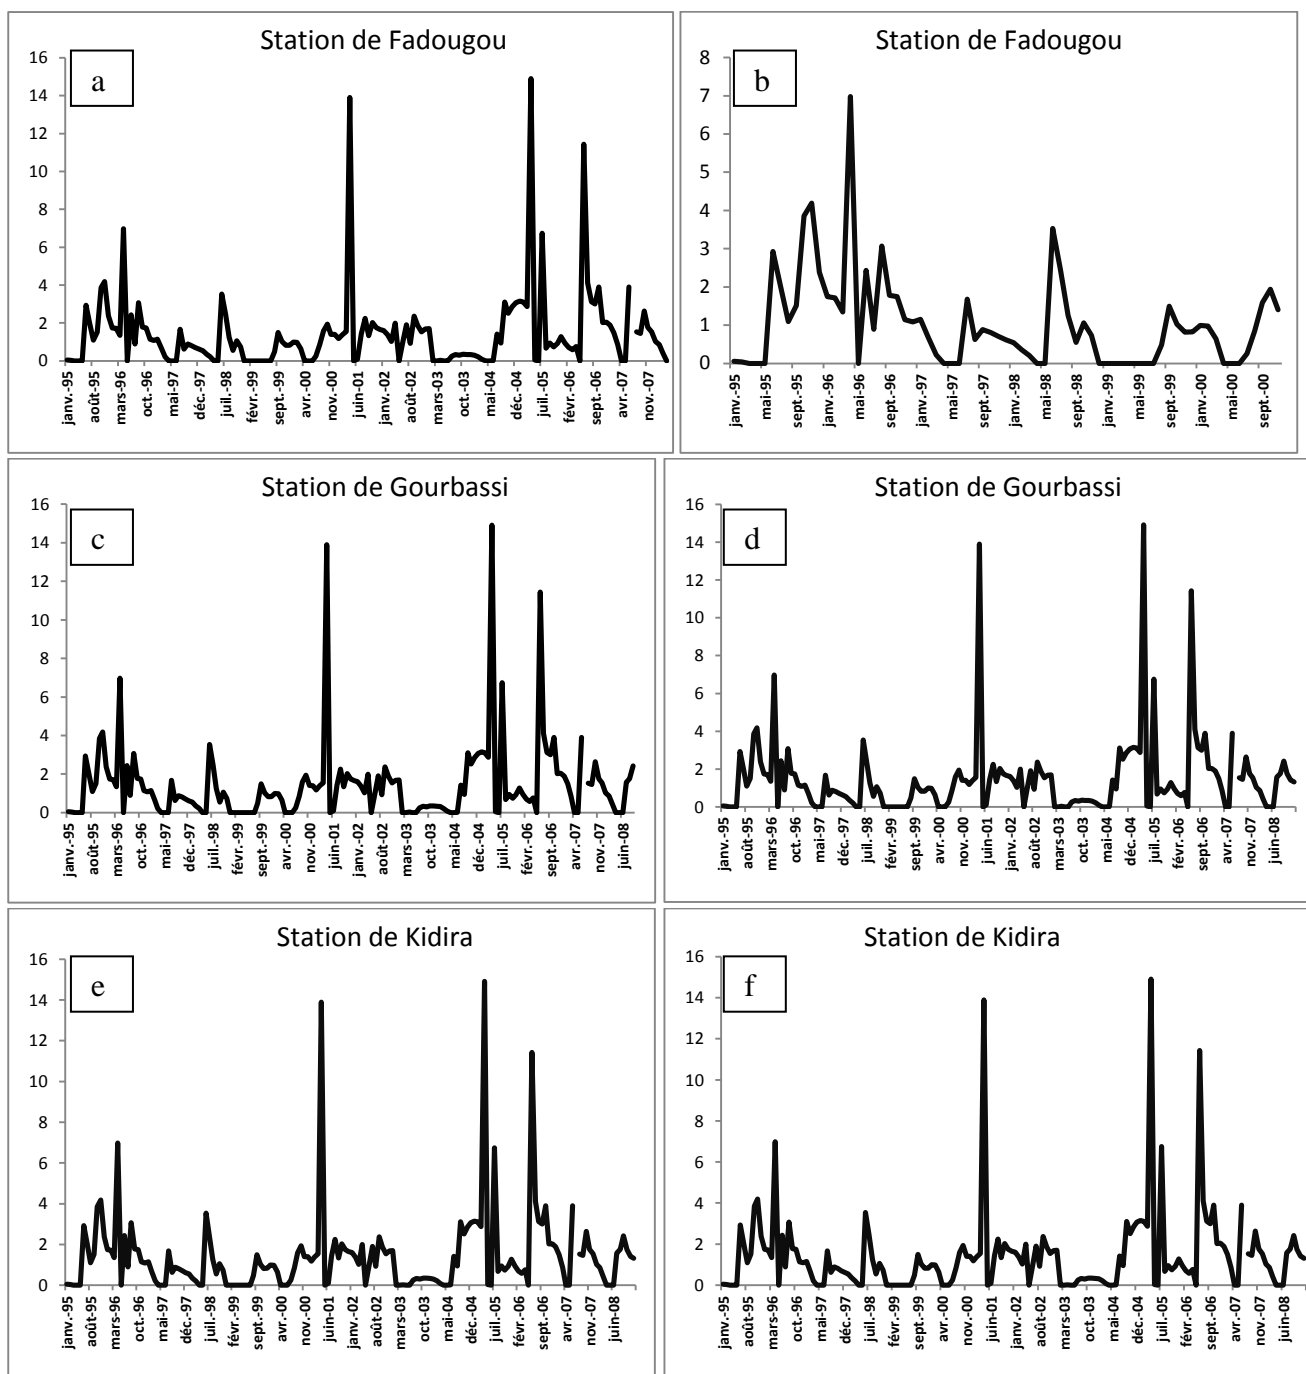 Station de Fadougou
a
16
14
12
10
8
6
4
2
0
janv.-95
août-95
mars-96
oct.-96
mai-97
déc.-97
juil.-98
févr.-99
sept.-99
avr.-00
nov.-00
juin-01
janv.-02
août-02
mars-03
oct.-03
mai-04
déc.-04
juil.-05
févr.-06
sept.-06
avr.-07
nov.-07
Station de Fadougou
b
8
7
6
5
4
3
2
1
0
janv.-95
mai-95
sept.-95
janv.-96
mai-96
sept.-96
janv.-97
mai-97
sept.-97
janv.-98
mai-98
sept.-98
janv.-99
mai-99
sept.-99
janv.-00
mai-00
sept.-00
Station de Gourbassi
c
16
14
12
10
8
6
4
2
0
janv.-95
août-95
mars-96
oct.-96
mai-97
déc.-97
juil.-98
févr.-99
sept.-99
avr.-00
nov.-00
juin-01
janv.-02
août-02
mars-03
oct.-03
mai-04
déc.-04
juil.-05
févr.-06
sept.-06
avr.-07
nov.-07
juin-08
Station de Gourbassi
d
16
14
12
10
8
6
4
2
0
janv.-95
août-95
mars-96
oct.-96
mai-97
déc.-97
juil.-98
févr.-99
sept.-99
avr.-00
nov.-00
juin-01
janv.-02
août-02
mars-03
oct.-03
mai-04
déc.-04
juil.-05
févr.-06
sept.-06
avr.-07
nov.-07
juin-08
Station de Kidira
e
16
14
12
10
8
6
4
2
0
janv.-95
août-95
mars-96
oct.-96
mai-97
déc.-97
juil.-98
févr.-99
sept.-99
avr.-00
nov.-00
juin-01
janv.-02
août-02
mars-03
oct.-03
mai-04
déc.-04
juil.-05
févr.-06
sept.-06
avr.-07
nov.-07
juin-08
Station de Kidira
f
16
14
12
10
8
6
4
2
0
janv.-95
août-95
mars-96
oct.-96
mai-97
déc.-97
juil.-98
févr.-99
sept.-99
avr.-00
nov.-00
juin-01
janv.-02
août-02
mars-03
oct.-03
mai-04
déc.-04
juil.-05
févr.-06
sept.-06
avr.-07
nov.-07
juin-08